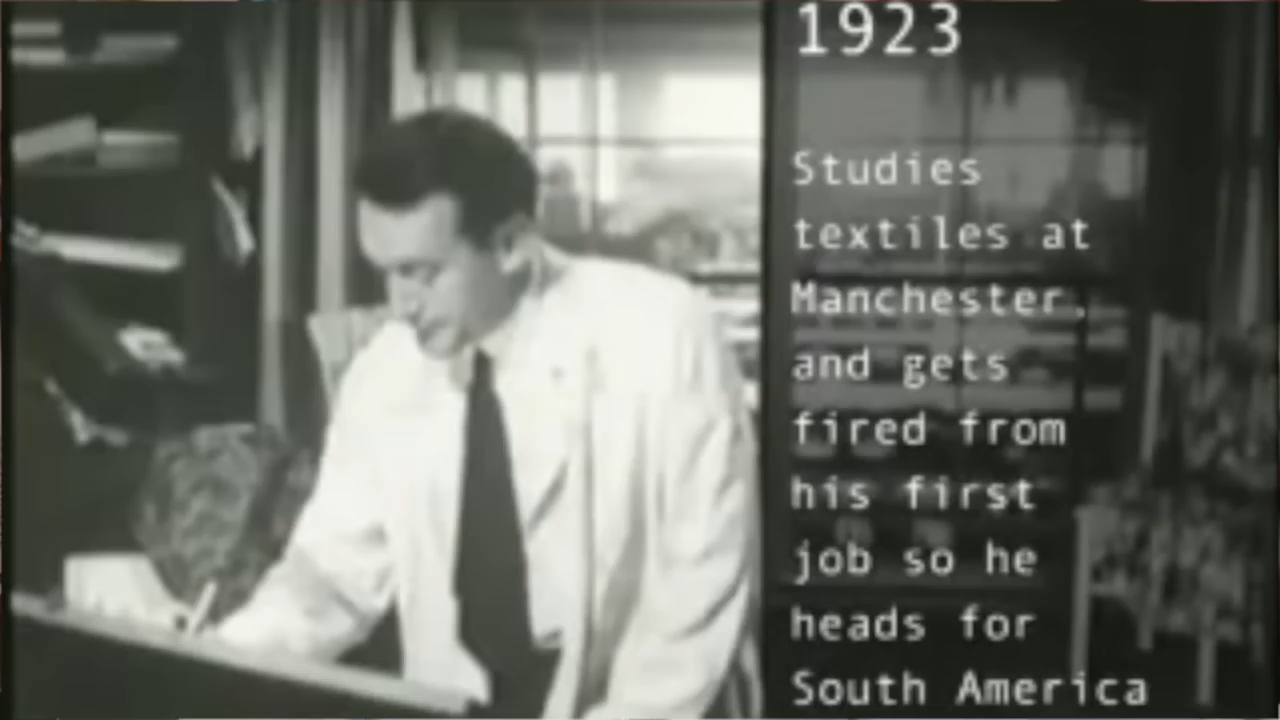 1923
Studies
textiles at
Manchester,
and gets
fired from
his first
job so he
heads for
South America